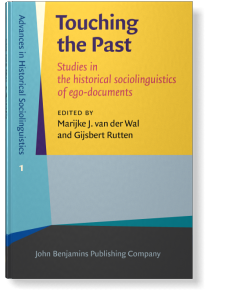 Touching
the Past
Studies in
the historical sociolinguistics
of ego-documents
EDITED BY
Marijke J. van der Wal
and Gijsbert Rutten
John Benjamins Publishing Company
Advances in Historical Sociolinguistics
1